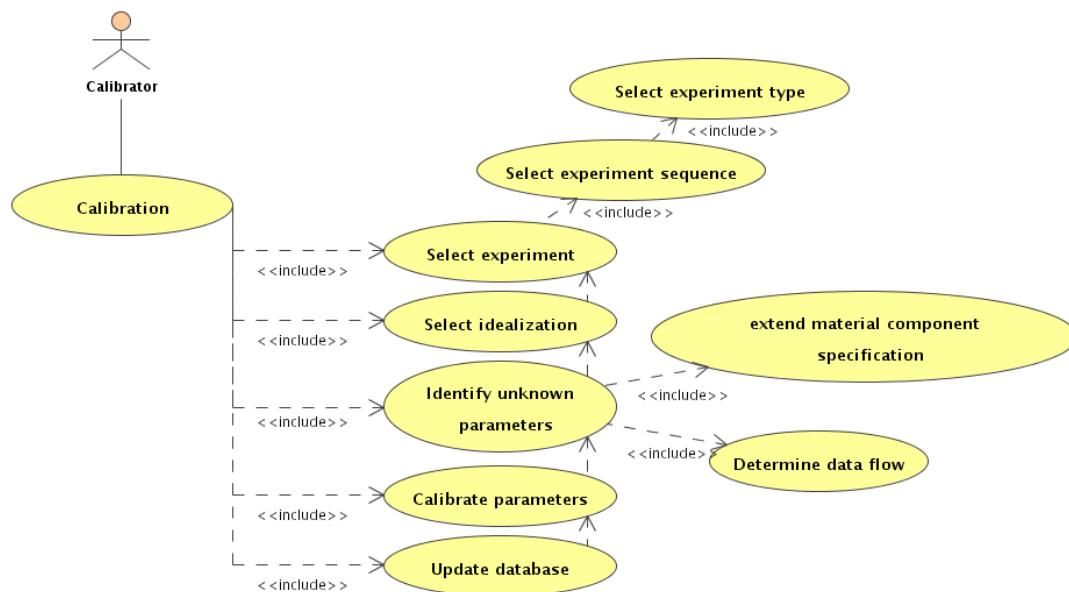 Calibrator
Select experiment type
<<include>>
Select experiment sequence
Calibration
<<include>>
Select experiment
<<include>>
Select idealization
<<include>>
extend material component
specification
Identify unknown
parameters
<<include>>
<<include>>
<<include>>
Determine data flow
Calibrate parameters
<<include>>
Update database
<<include>>